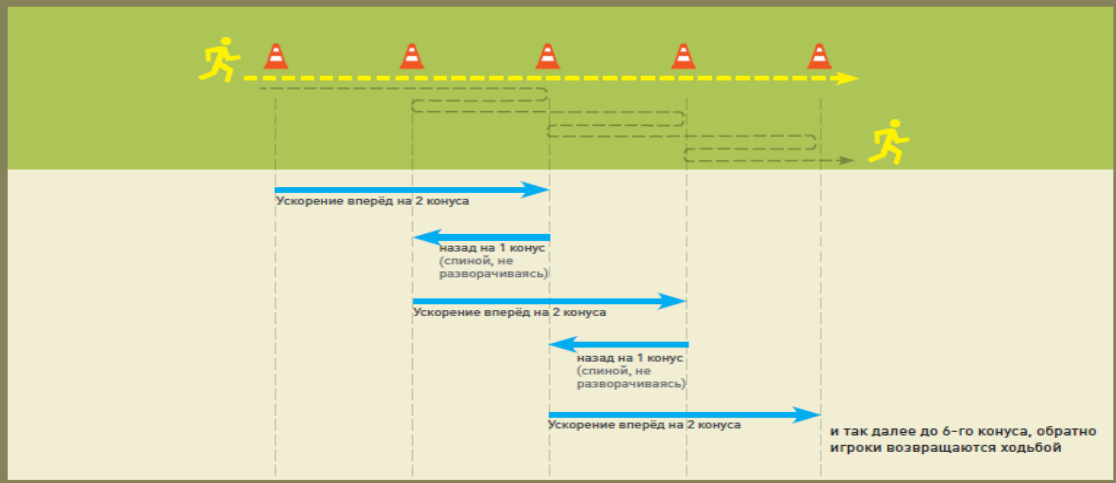 Ускорение вперёд на 2 конуса
назад на 1 конус
(спиной, не
разворачиваясь)
Ускорение вперёд на 2 конуса
назад на 1 конус
(спиной, не
разворачиваясь)
Ускорение вперёд на 2 конуса
и так далее до 6-го конуса, обратно
игроки возвращаются ходьбой